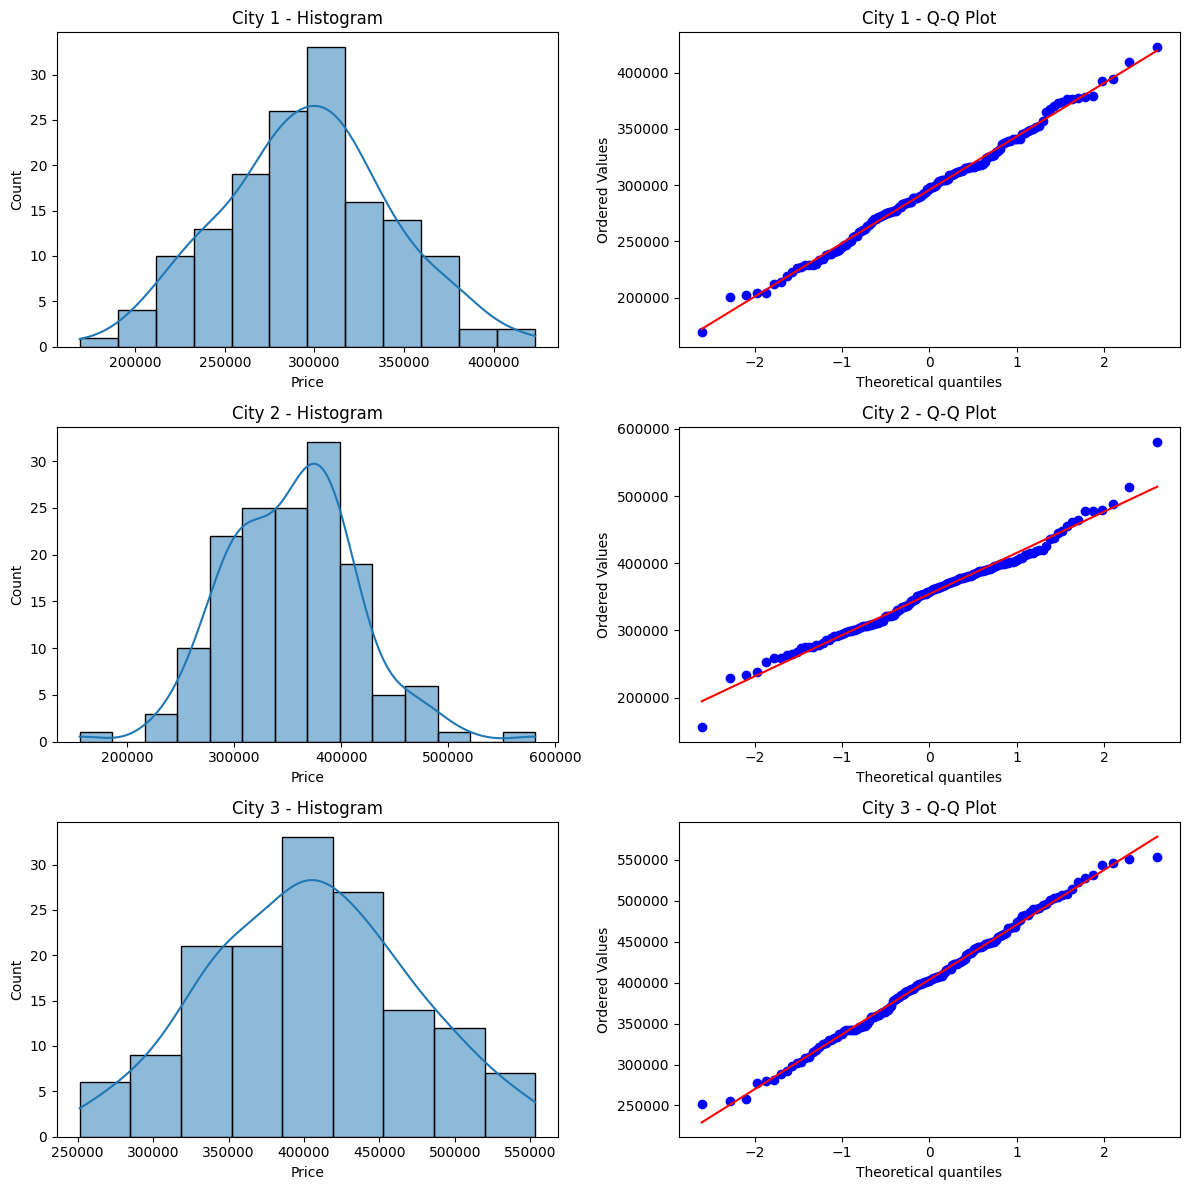 City 1 - Histogram
Count
30
25
20
15
10
5
0
200000 250000 300000 350000 400000
Price
City 1 - Q-Q Plot
Ordered Values
400000
350000
300000
250000
200000
−2 −1 0 1 2
Theoretical quantiles
City 2 - Histogram
Count
30
25
20
15
10
5
0
200000 300000 400000 500000 600000
Price
City 2 - Q-Q Plot
Ordered Values
600000
500000
400000
300000
200000
−2 −1 0 1 2
Theoretical quantiles
City 3 - Histogram
Count
30
25
20
15
10
5
0
250000 300000 350000 400000 450000 500000 550000
Price
City 3 - Q-Q Plot
Ordered Values
550000
500000
450000
400000
350000
300000
250000
−2 −1 0 1 2
Theoretical quantiles